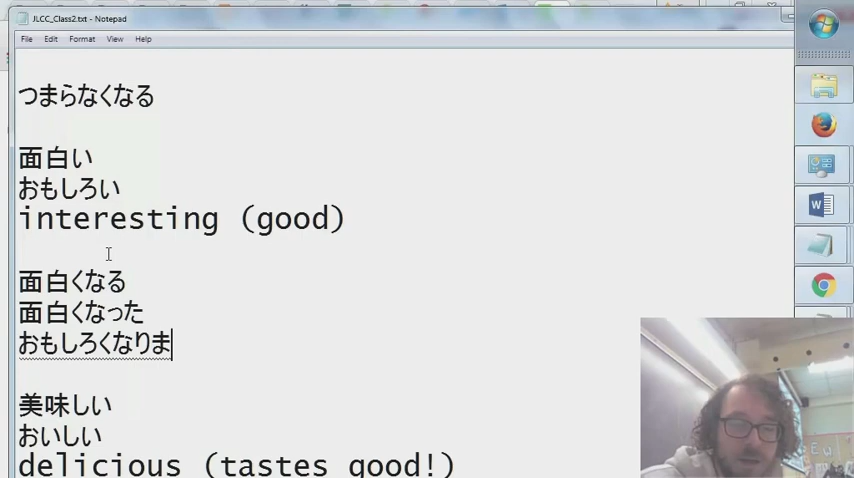 JLCC_Class2.txt - Notepad
File Edit Format View Help
つまらなくなる
面白い
おもしろい
interesting (good)
面白くなる
面白くなった
おもしろくなりま
美味しい
おいしい
delicious (tastes good!)